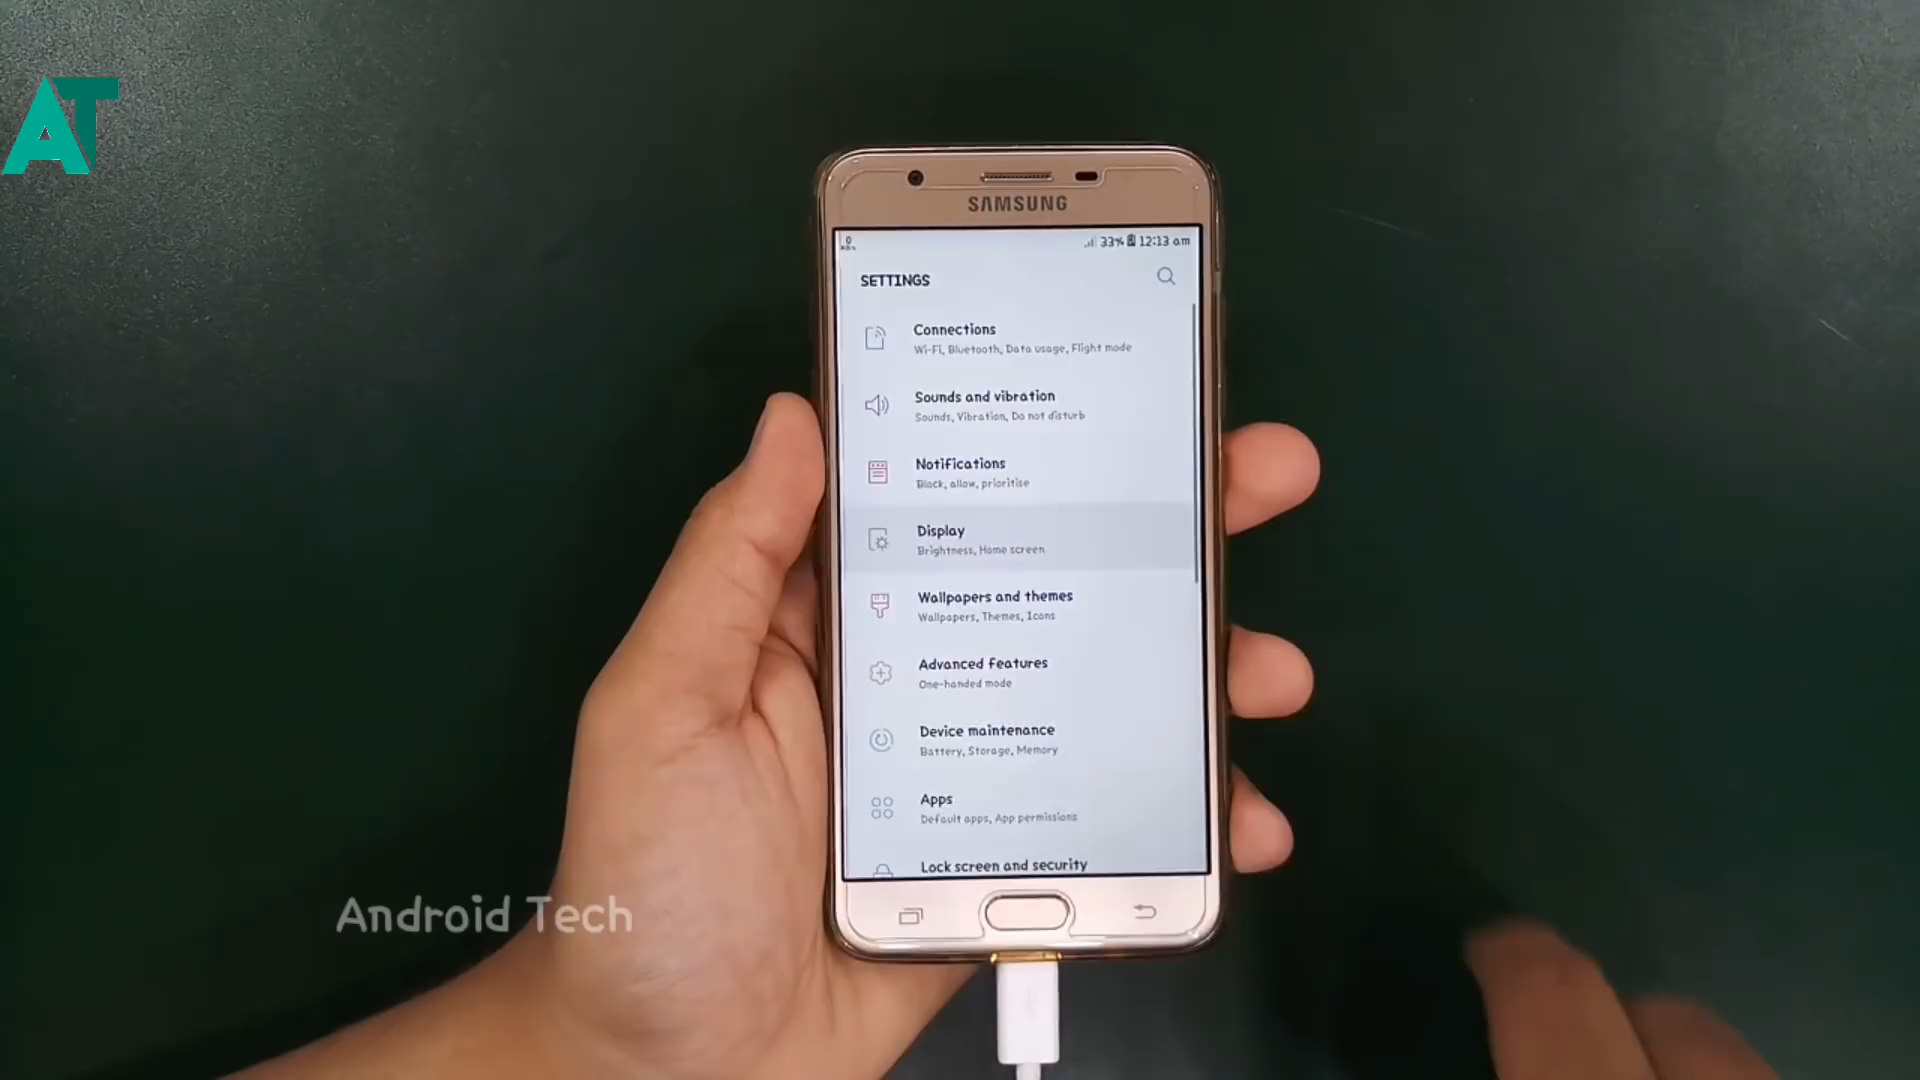 AT
SAMSUNG
33% 12:13 am
SETTINGS
Connections
Wi-Fi, Bluetooth, Data usage, Flight mode
Sounds and vibration
Sounds, Vibration, Do not disturb
Notifications
Block, allow, prioritise
Display
Brightness, Home screen
Wallpapers and themes
Wallpapers, Themes, Icons
Advanced features
One-handed mode
Device maintenance
Battery, Storage, Memory
Apps
Default apps, App permissions
Lock screen and security
Android Tech